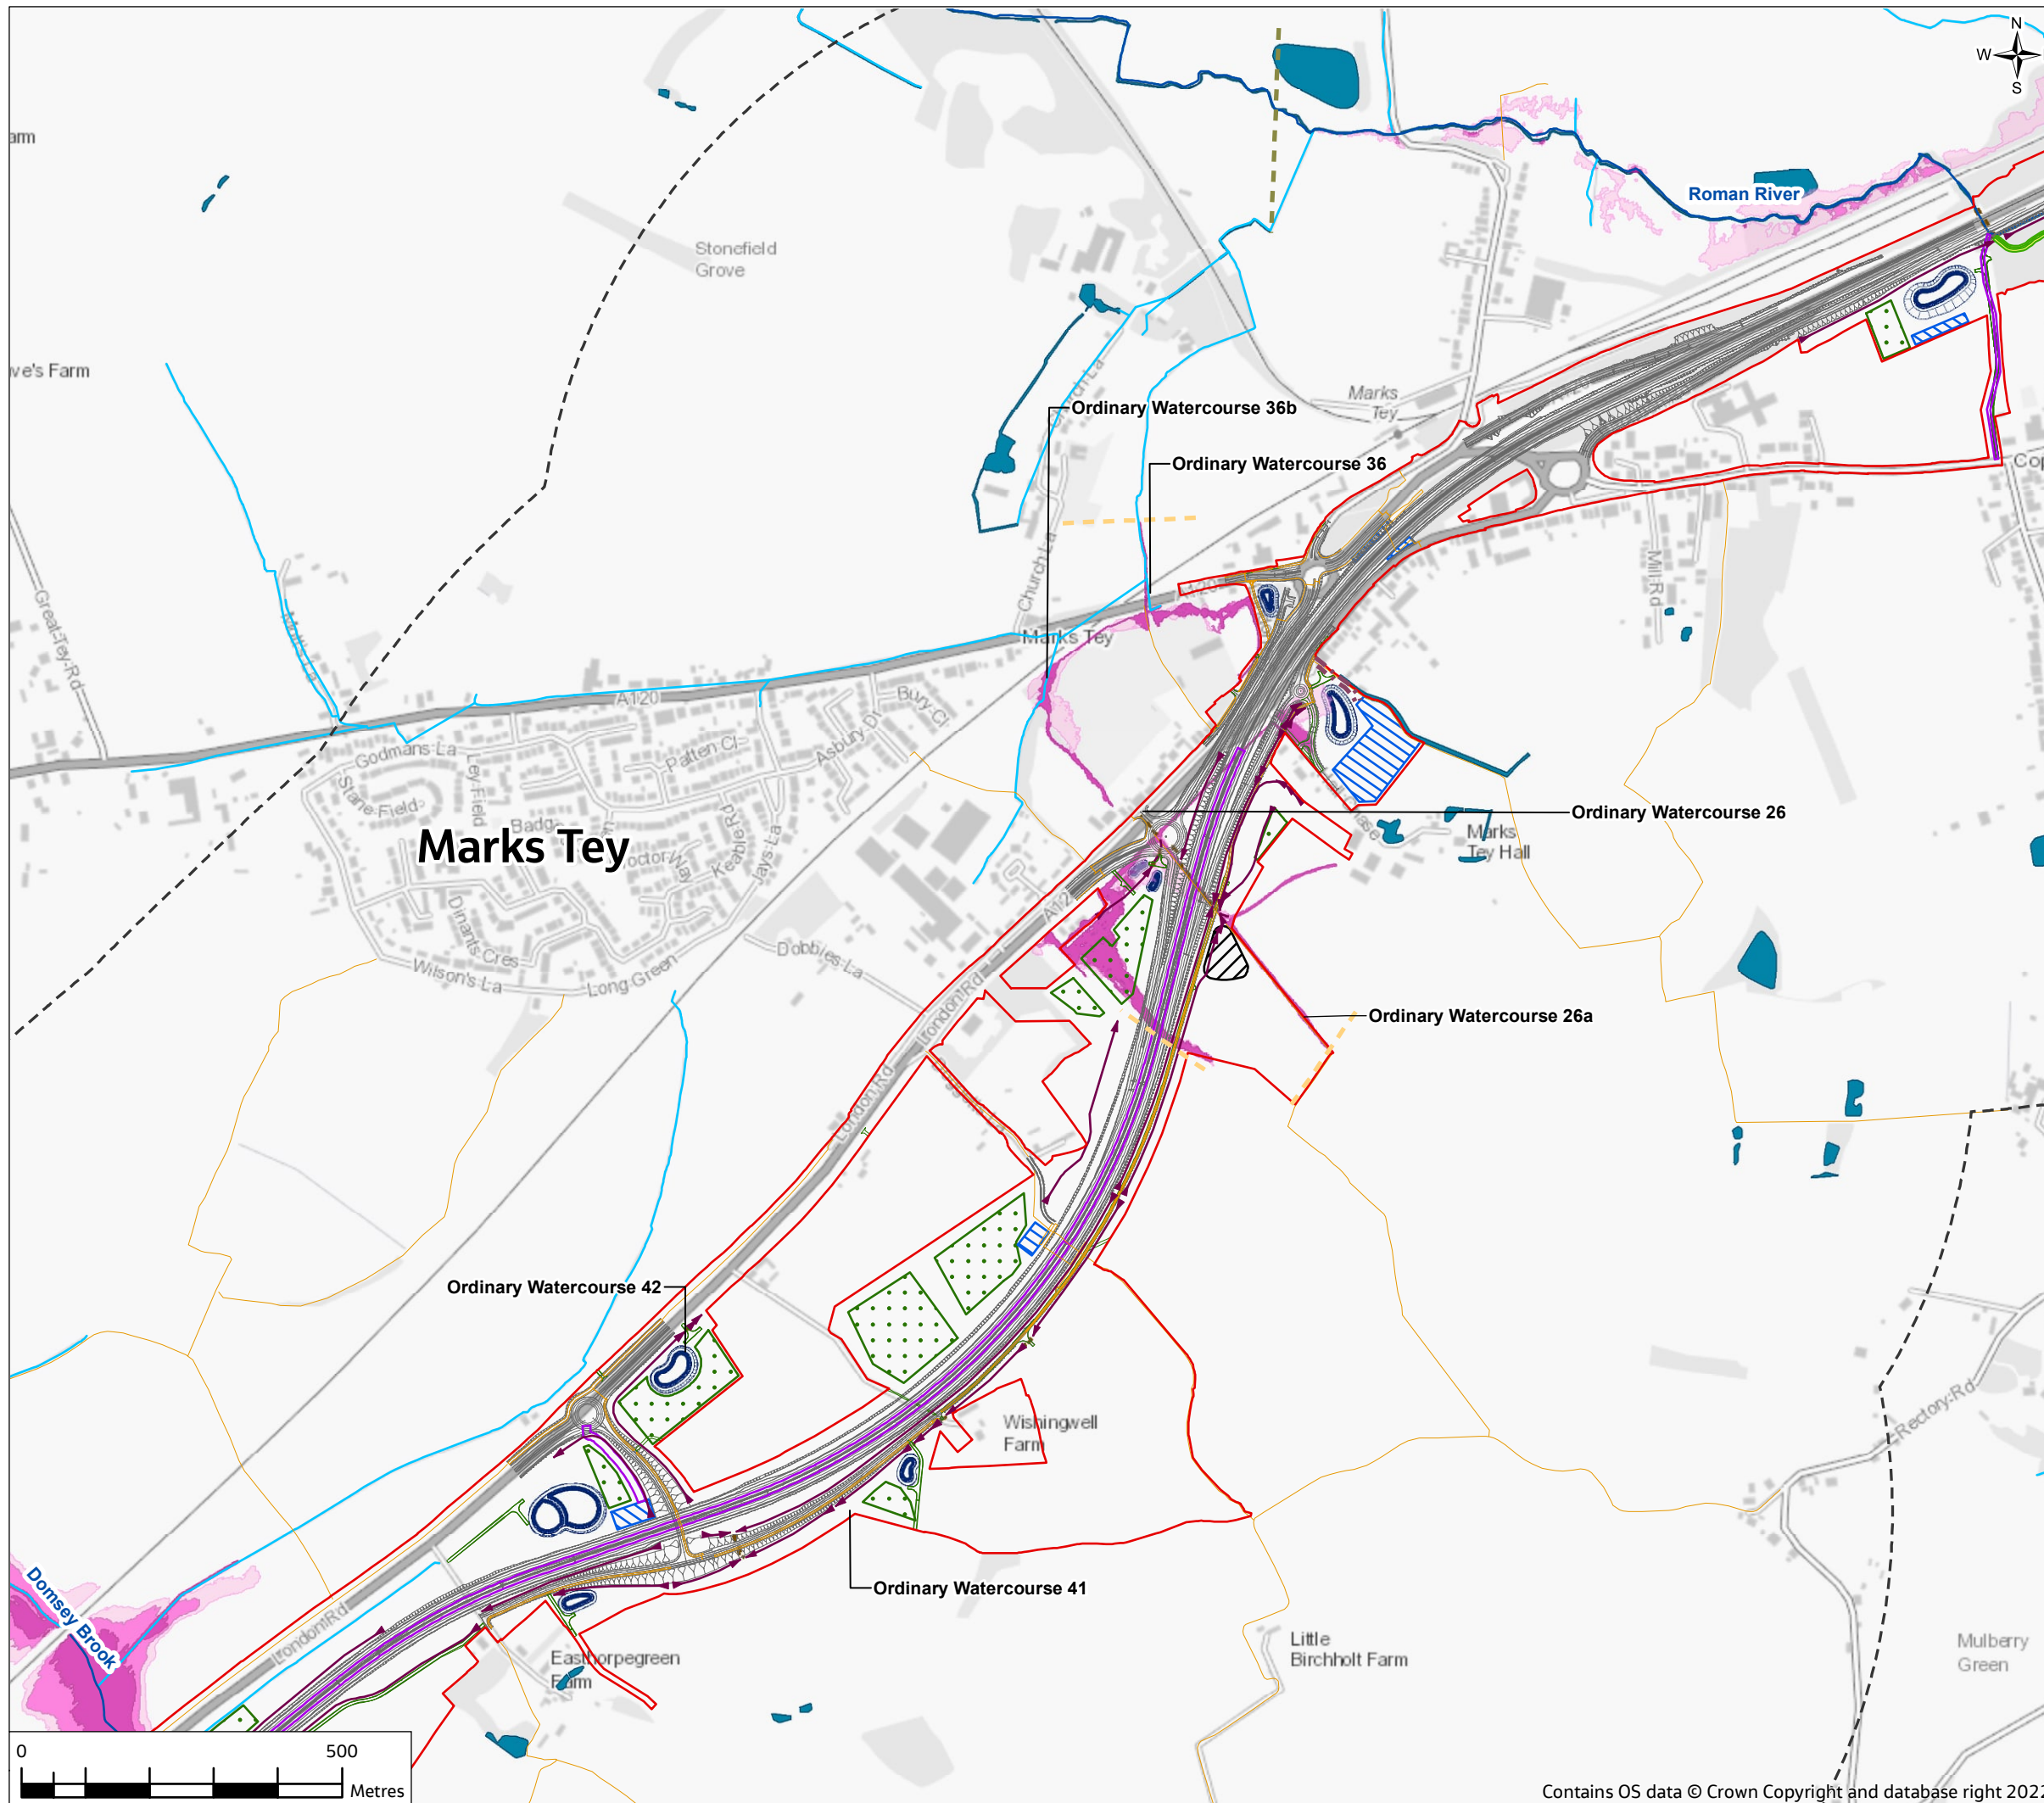 N
W
S
arm
Roman River
Stonefield
Grove
ve's Farm
Marks
Tey
Ordinary Watercourse 36b
Ordinary Watercourse 36
Church La
Mill Rd
Great Tey Rd
Marks Tey
A120
Bury Cl
Godmans La
Patten Cl
Asbury Dr
Ley Field
Stane Field
Ordinary Watercourse 26
Marks
Tey Hall
Marks Tey
Keable Rd
Jays La
Dinants Cres
Wilson's La
Long Green
Dobbies La
London Rd
Ordinary Watercourse 26a
London Rd
Ordinary Watercourse 42
Rectory Rd
Wishingwell
Farm
Domsey Brook
Ordinary Watercourse 41
London Rd
Easthorpegreen
Farm
Little
Birchholt Farm
Mulberry
Green
0 500
Metres
Contains OS data © Crown Copyright and database right 202